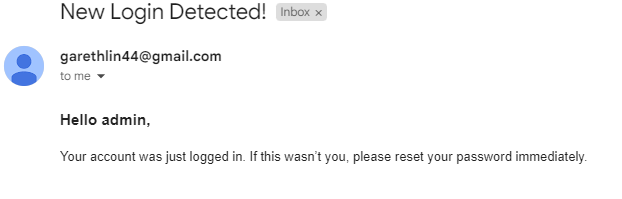 New Login Detected! Inbox ×
garethlin44@gmail.com
to me
Hello admin,
Your account was just logged in. If this wasn't you, please reset your password immediately.